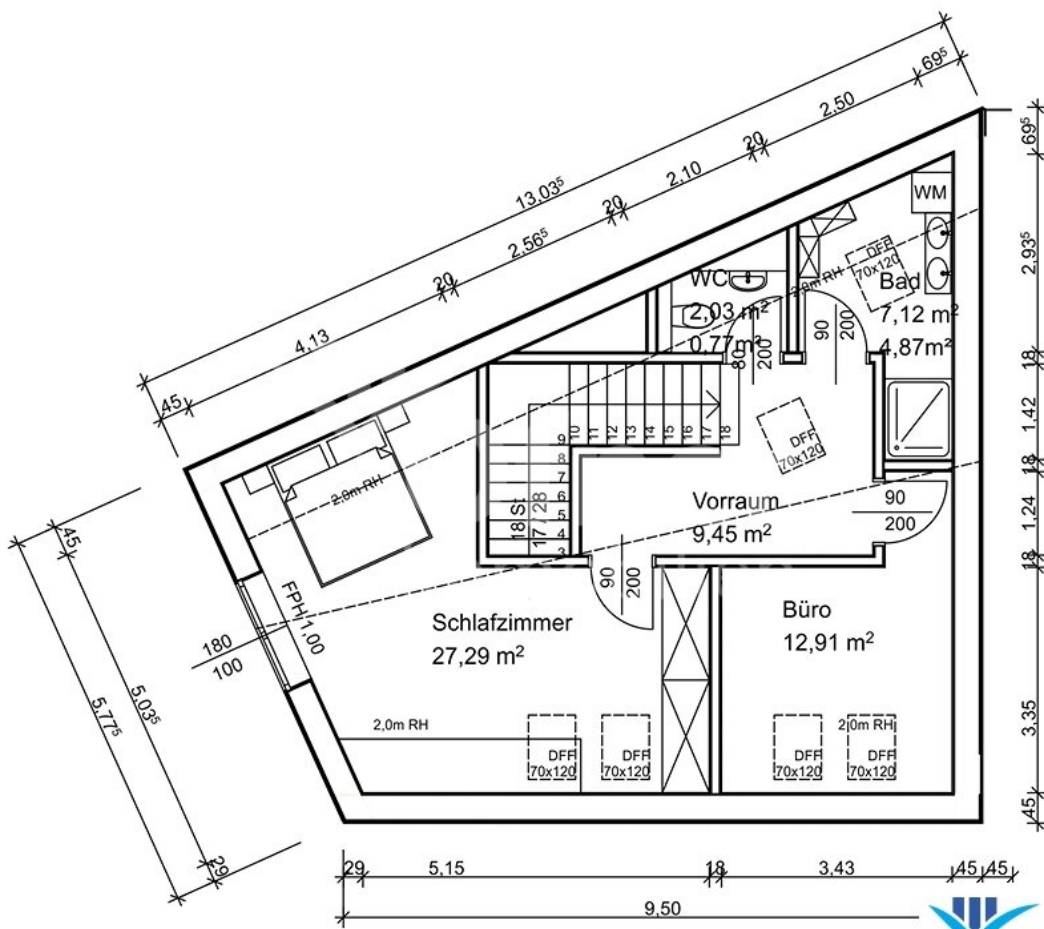 69⁵
2.50
20
2.10
13.03⁵
20
2.56⁵
20
4,13
45
69⁵
2.93⁵
18
1.42
18
1.24
18
3.35
45
WM
DFF
70x120
2,0m RH
Bad
7,12 m²
4,87m²
WC
2,03 m²
0,77m²
80
200
90
200
10
11
12
13
14
15
16
17
18
9
8
7
6
5
4
3
18 St
17 / 28
DFF
70x120
Vorraum
9,45 m²
90
200
90
200
2,0m RH
FPH 1,00
180
100
45
5,03⁵
5,77⁵
29
Schlafzimmer
27,29 m²
Büro
12,91 m²
2,0m RH
DFF
70x120
DFF
70x120
DFF
70x120
2,0m RH
DFF
70x120
29
5,15
18
3,43
45
45
9,50